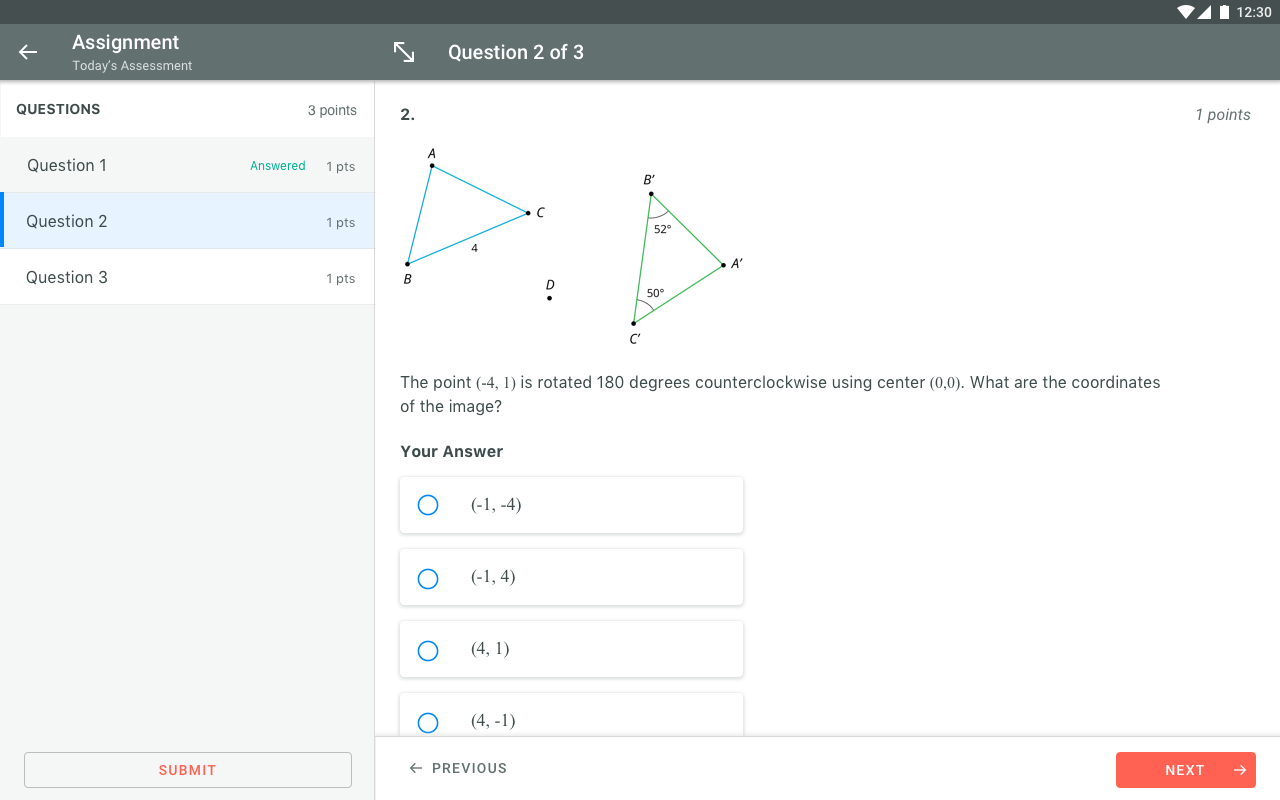 12:30
Assignment
Today's Assessment
Question 2 of 3
QUESTIONS 3 points
Question 1 Answered 1 pts
Question 2 1 pts
Question 3 1 pts
SUBMIT
2. 1 points
A
B′
C
52°
4
A′
B
D
50°
C′
The point (-4, 1) is rotated 180 degrees counterclockwise using center (0,0). What are the coordinates
of the image?
Your Answer
(-1, -4)
(-1, 4)
(4, 1)
(4, -1)
PREVIOUS
NEXT